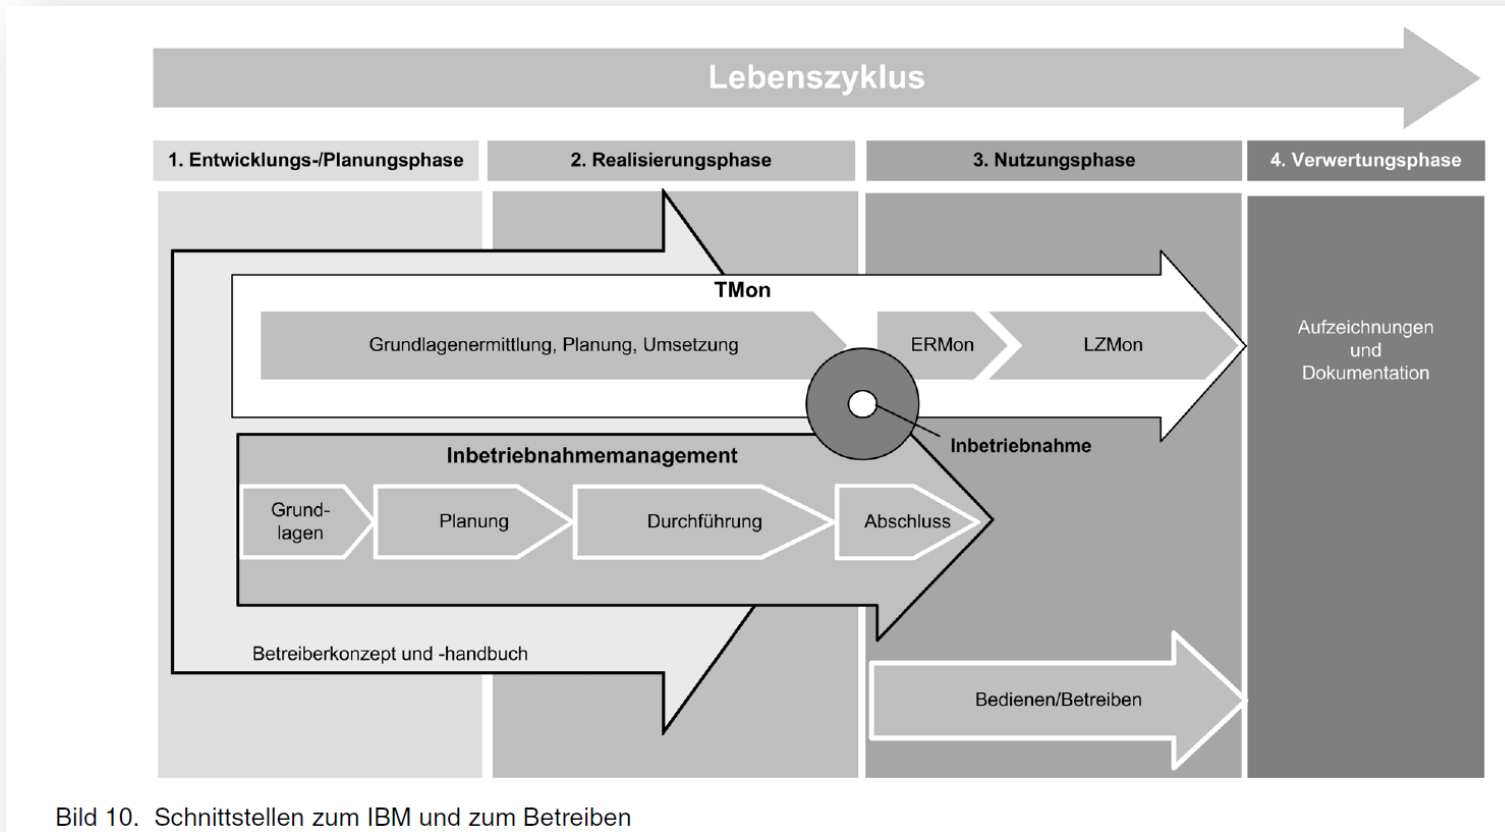 Lebenszyklus
1. Entwicklungs-/Planungsphase
2. Realisierungsphase
3. Nutzungsphase
4. Verwertungsphase
TMon
Grundlagenermittlung, Planung, Umsetzung
ERMon
LZMon
Aufzeichnungen
und
Dokumentation
Inbetriebnahme
Inbetriebnahmemanagement
Grund-
lagen
Planung
Durchführung
Abschluss
Betreiberkonzept und -handbuch
Bedienen/Betreiben
Bild 10. Schnittstellen zum IBM und zum Betreiben